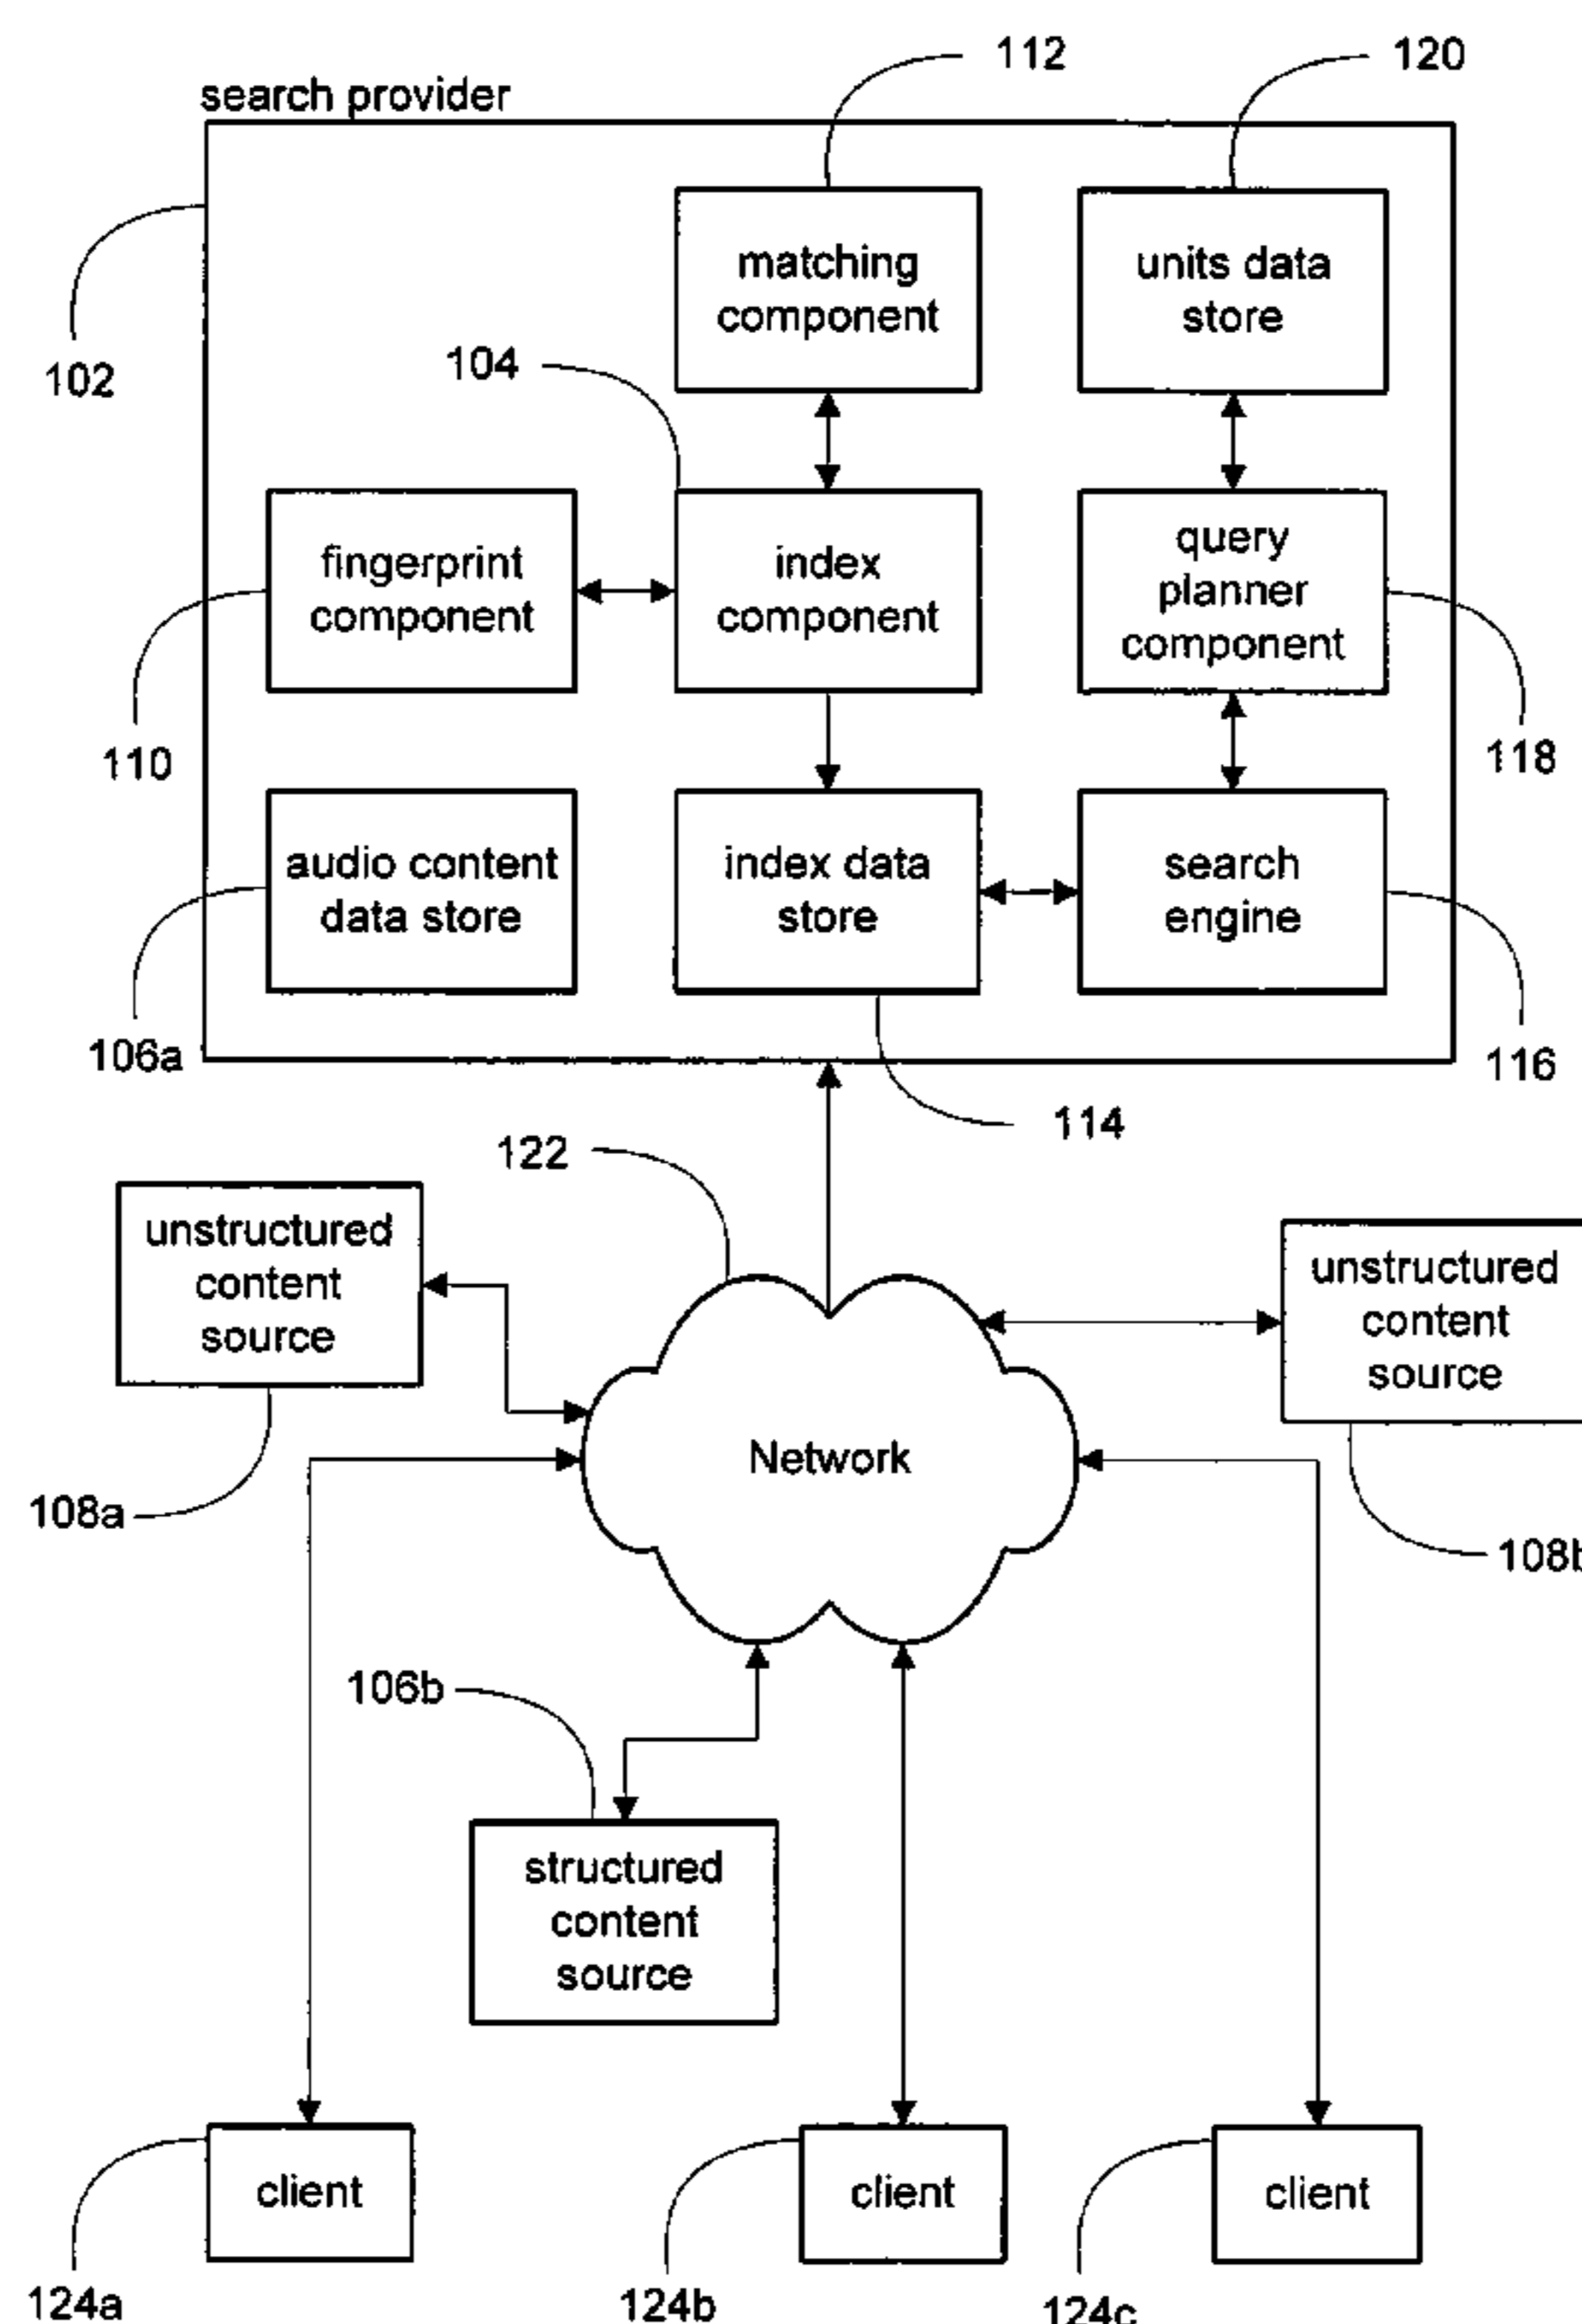 112
120
search provider
matching
component
units data
store
102
104
fingerprint
component
index
component
query
planner
component
110
118
audio content
data store
index data
store
search
engine
106a
116
114
122
unstructured
content
source
unstructured
content
source
Network
108a
108b
106b
structured
content
source
client
client
client
124a
124b
124c